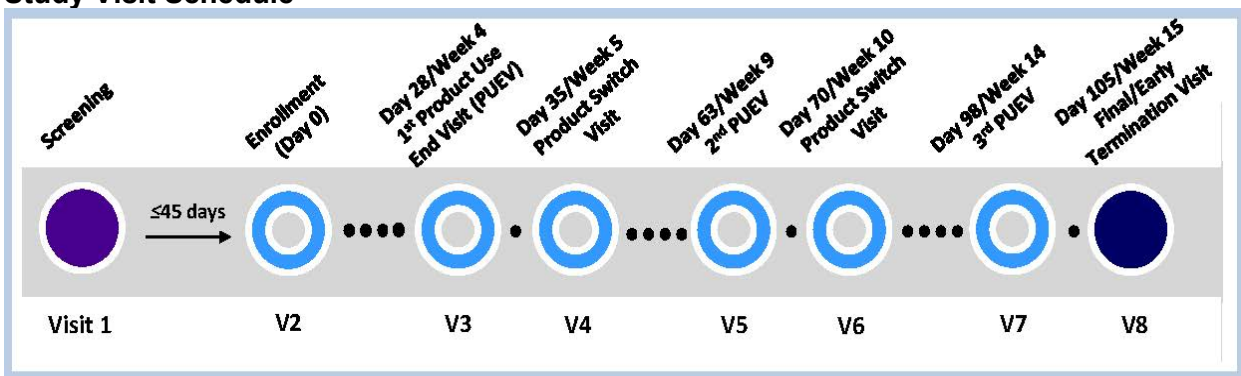 Study Visit Schedule
Screening
Enrollment
(Day 0)
Day 28/Week 4
1st Product Use
End Visit (PUEV)
Day 35/Week 5
Product Switch
Visit
Day 63/Week 9
2nd PUEV
Day 70/Week 10
Product Switch
Visit
Day 98/Week 14
3rd PUEV
Day 105/Week 15
Final/Early
Termination Visit
≤45 days
Visit 1
V2
V3
V4
V5
V6
V7
V8